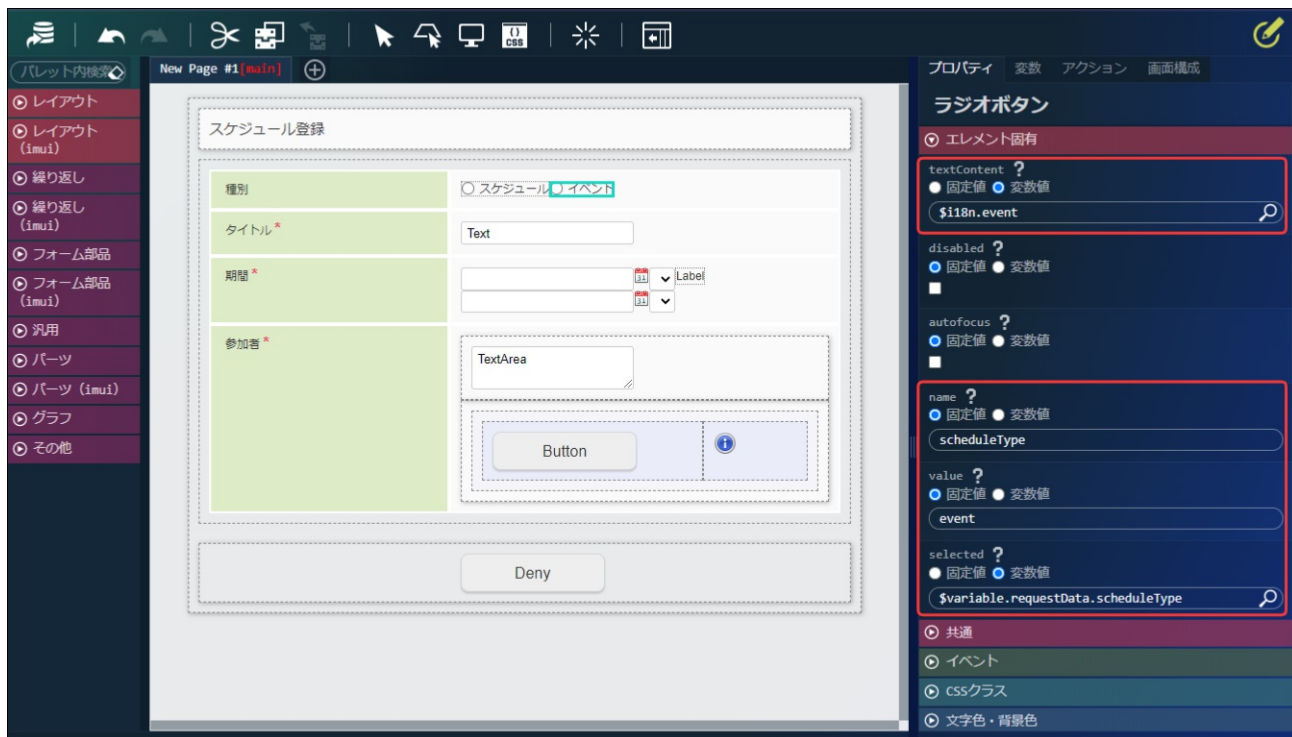 {}
CSS
パレット内検索
New Page #1[main]
レイアウト
レイアウト
(imui)
繰り返し
繰り返し
(imui)
フォーム部品
フォーム部品
(imui)
汎用
パーツ
パーツ (imui)
グラフ
その他
スケジュール登録
種別
スケジュール
イベント
タイトル*
Text
期間*
31
Label
31
参加者*
TextArea
Button
i
Deny
プロパティ 変数 アクション 画面構成
ラジオボタン
エレメント固有
textContent ?
固定値 変数値
$i18n.event
disabled ?
固定値 変数値
autofocus ?
固定値 変数値
name ?
固定値 変数値
scheduleType
value ?
固定値 変数値
event
selected ?
固定値 変数値
$variable.requestData.scheduleType
共通
イベント
CSSクラス
文字色・背景色